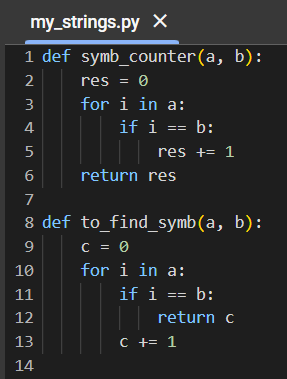 my_strings.py ✕
1 def symb_counter(a, b):
2     res = 0
3     for i in a:
4         if i == b:
5             res += 1
6     return res
7
8 def to_find_symb(a, b):
9     c = 0
10     for i in a:
11         if i == b:
12             return c
13         c += 1
14